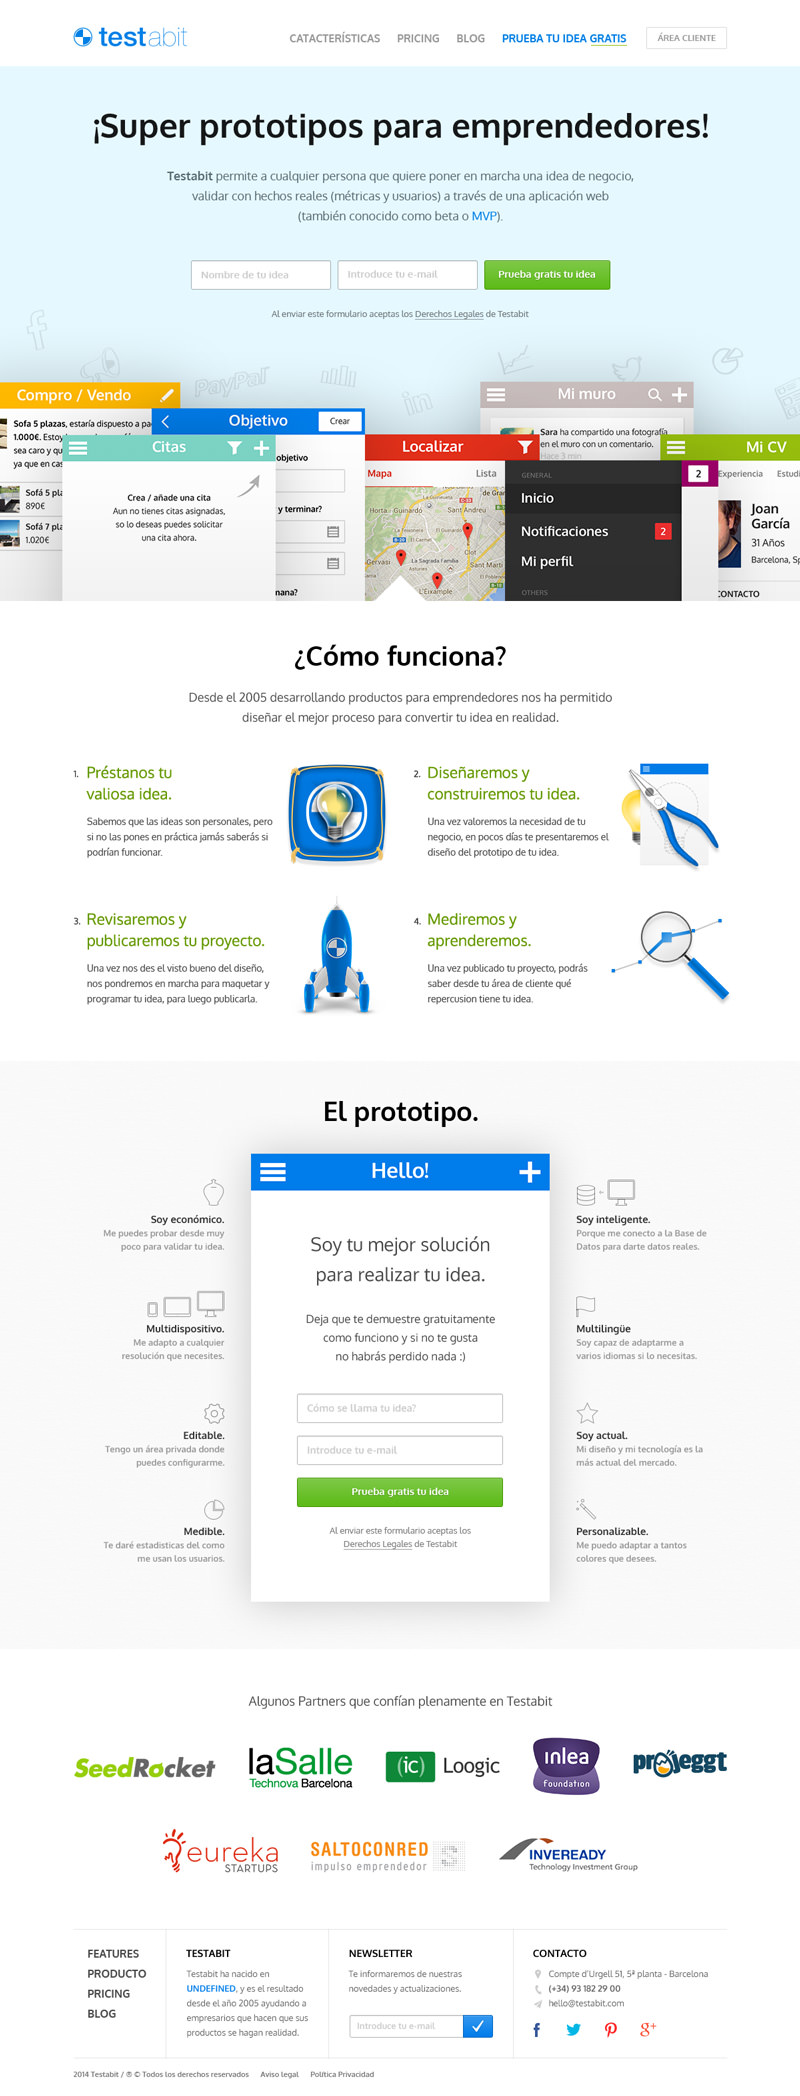 testabit
CATACTERÍSTICAS PRICING BLOG PRUEBA TU IDEA GRATIS ÁREA CLIENTE
¡Super prototipos para emprendedores!
Testabit permite a cualquier persona que quiere poner en marcha una idea de negocio,
validar con hechos reales (métricas y usuarios) a través de una aplicación web
(también conocido como beta o MVP).
Nombre de tu idea Introduce tu e-mail Prueba gratis tu idea
Al enviar este formulario aceptas los Derechos Legales de Testabit
PayPal
in
Compro / Vendo
Sofa 5 plazas, estaría dispuesto a pa
1.000€. Estoy
sea caro y qu
ya que en cas
Sofá 5 pl
890€
Sofá 7 pl
1.020€
Citas
Crea / añade una cita
Aun no tienes citas asignadas,
so lo deseas puedes solicitar
una cita ahora.
Objetivo Crear
objetivo
y terminar?
mana?
Localizar
Mapa Lista
Horta
Gervasi
LA SAGRADA FAMILIA
L'Eixample
Mi muro
Sara ha compartido una fotografía
en el muro con un comentario.
Hace 3 min
GENERAL
Inicio
Notificaciones 2
Mi perfil
OTHERS
2
Mi CV
Experiencia Estudi
Joan
García
31 Años
Barcelona, Sp
CONTACTO
¿Cómo funciona?
Desde el 2005 desarrollando productos para emprendedores nos ha permitido
diseñar el mejor proceso para convertir tu idea en realidad.
1. Préstanos tu
valiosa idea.
Sabemos que las ideas son personales, pero
si no las pones en práctica jamás saberás si
podrían funcionar.
2. Diseñaremos y
construiremos tu idea.
Una vez valoremos la necesidad de tu
negocio, en pocos días te presentaremos el
diseño del prototipo de tu idea.
3. Revisaremos y
publicaremos tu proyecto.
Una vez nos des el visto bueno del diseño,
nos pondremos en marcha para maquetar y
programar tu idea, para luego publicarla.
4. Mediremos y
aprenderemos.
Una vez publicado tu proyecto, podrás
saber desde tu área de cliente qué
repercusion tiene tu idea.
El prototipo.
Soy económico.
Me puedes probar desde muy
poco para validar tu idea.
Multidispositivo.
Me adapto a cualquier
resolución que necesites.
Editable.
Tengo un área privada donde
puedes configurarme.
Medible.
Te daré estadisticas del como
me usan los usuarios.
Hello!
Soy tu mejor solución
para realizar tu idea.
Deja que te demuestre gratuitamente
como funciono y si no te gusta
no habrás perdido nada :)
Cómo se llama tu idea?
Introduce tu e-mail
Prueba gratis tu idea
Al enviar este formulario aceptas los
Derechos Legales de Testabit
Soy inteligente.
Porque me conecto a la Base de
Datos para darte datos reales.
Multilingüe
Soy capaz de adaptarme a
varios idiomas si lo necesitas.
Soy actual.
Mi diseño y mi tecnología es la
más actual del mercado.
Personalizable.
Me puedo adaptar a tantos
colores que desees.
Algunos Partners que confían plenamente en Testabit
SeedRocket
laSalle
Technova Barcelona
(ic) Loogic
inlea
foundation
proeggt
eureka
STARTUPS
SALTOCONRED
impulso emprendedor
S
INVEREADY
Technology Investment Group
FEATURES
PRODUCTO
PRICING
BLOG
TESTABIT
Testabit ha nacido en
UNDEFINED, y es el resultado
desde el año 2005 ayudando a
empresarios que hacen que sus
productos se hagan realidad.
NEWSLETTER
Te informaremos de nuestras
novedades y actualizaciones.
Introduce tu e-mail
CONTACTO
Compte d'Urgell 51, 5ª planta - Barcelona
(+34) 93 182 29 00
hello@testabit.com
2014 Testabit / ® © Todos los derechos reservados Aviso legal Política Privacidad